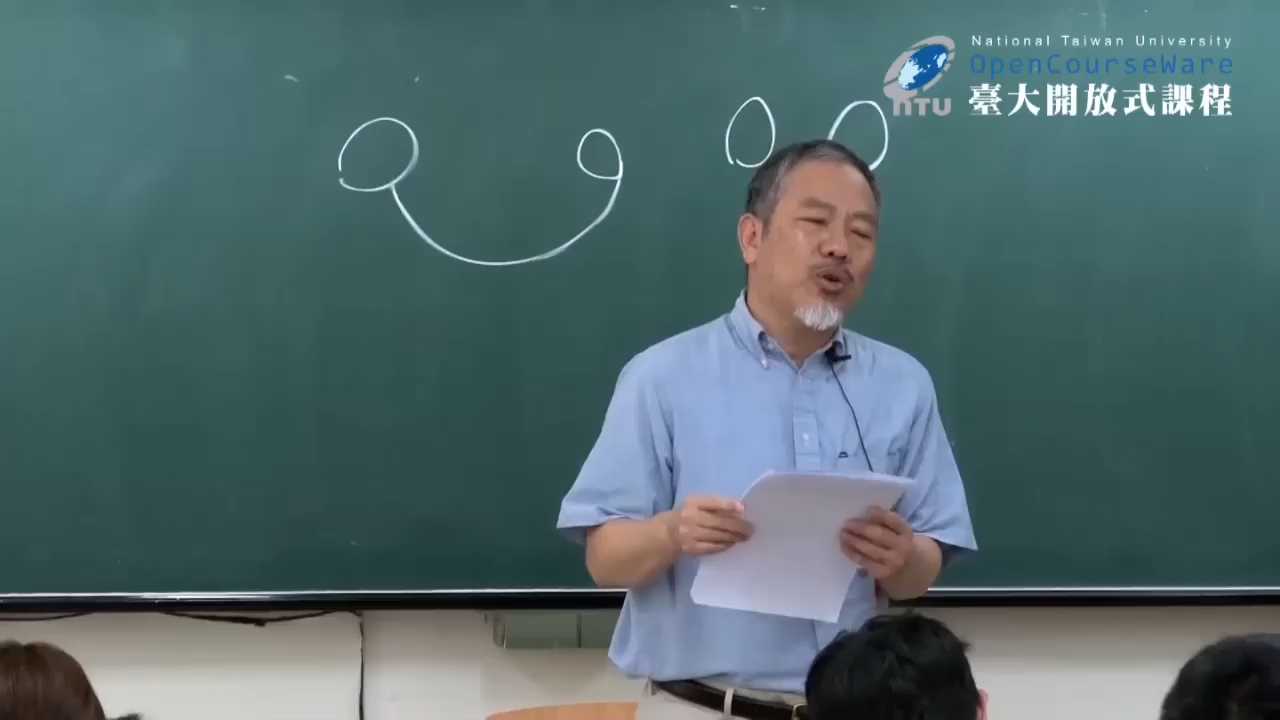 National Taiwan University
OpenCourseWare
NTU
臺大開放式課程